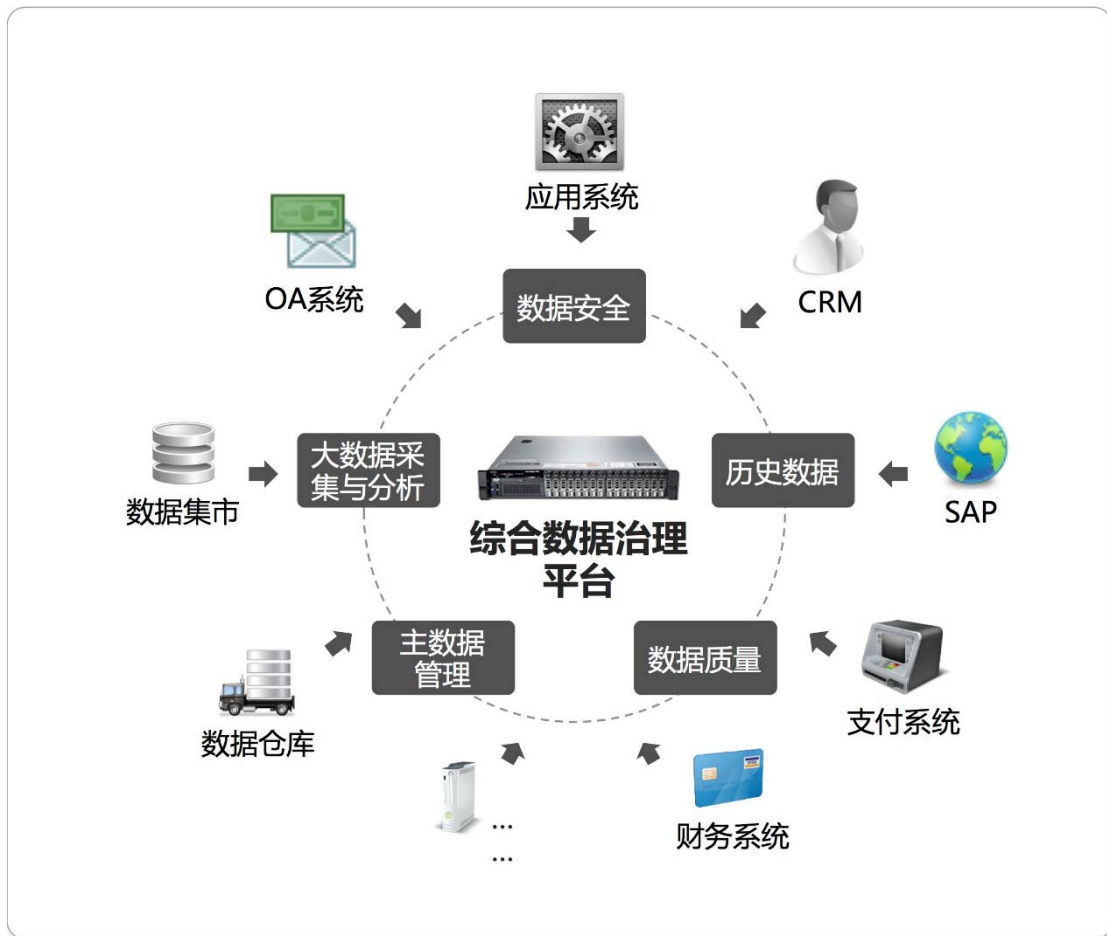 应用系统
OA系统
CRM
数据安全
大数据采
集与分析
历史数据
数据集市
SAP
综合数据治理
平台
主数据
管理
数据质量
数据仓库
支付系统
财务系统
...
...